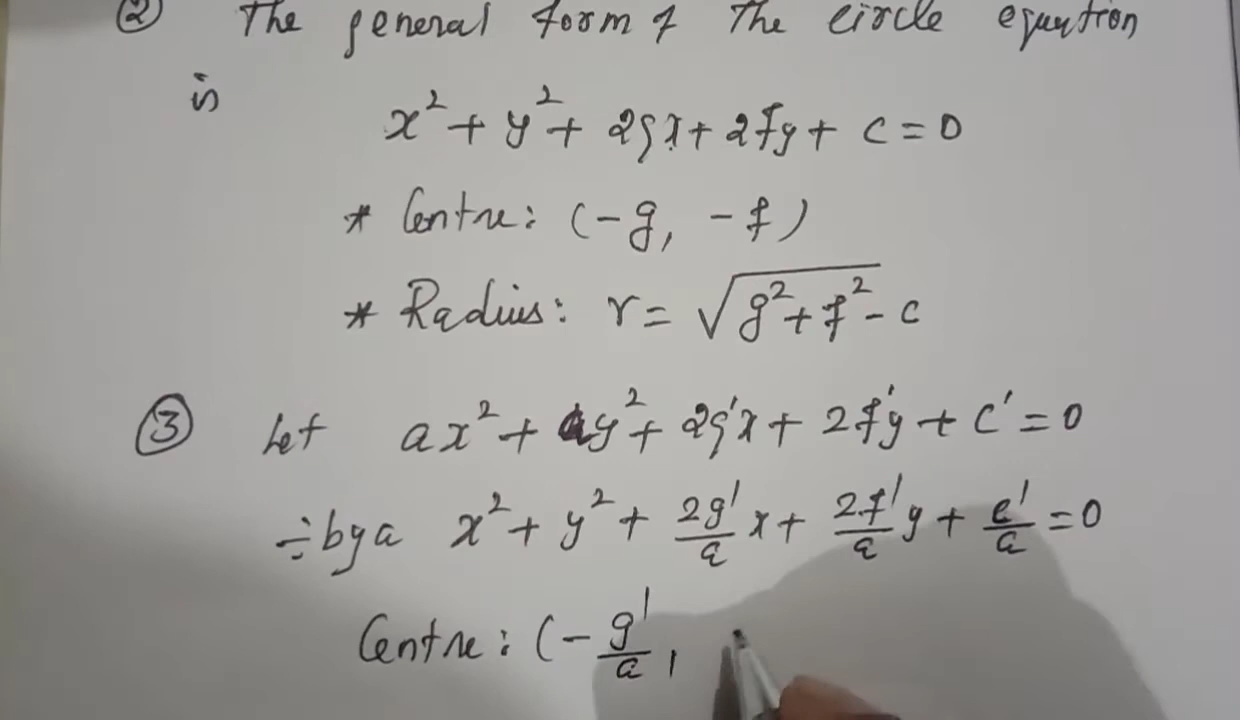 ② The general form of The circle equation
is
x² + y² + 2gx + 2fy + c = 0
* Centre: (-g, -f)
* Radius: r = √g² + f² - c
③ Let ax² + ay² + 2g'x + 2f'y + c' = 0
÷ by a x² + y² + 2g'/a x + 2f'/a y + c'/a = 0
Centre: (- g'/a ,